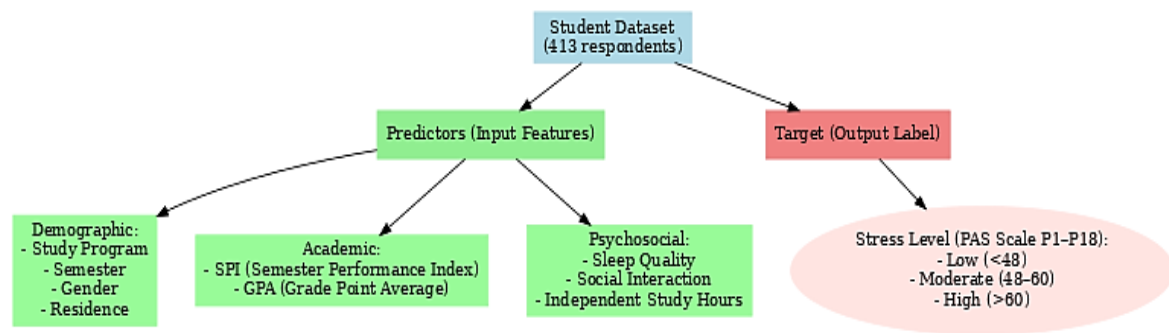 Student Dataset
(413 respondents)
Predictors (Input Features)
Target (Output Label)
Demographic:
- Study Program
- Semester
- Gender
- Residence
Academic:
- SPI (Semester Performance Index)
- GPA (Grade Point Average)
Psychosocial:
- Sleep Quality
- Social Interaction
- Independent Study Hours
Stress Level (PAS Scale P1–P18):
- Low (<48)
- Moderate (48–60)
- High (>60)